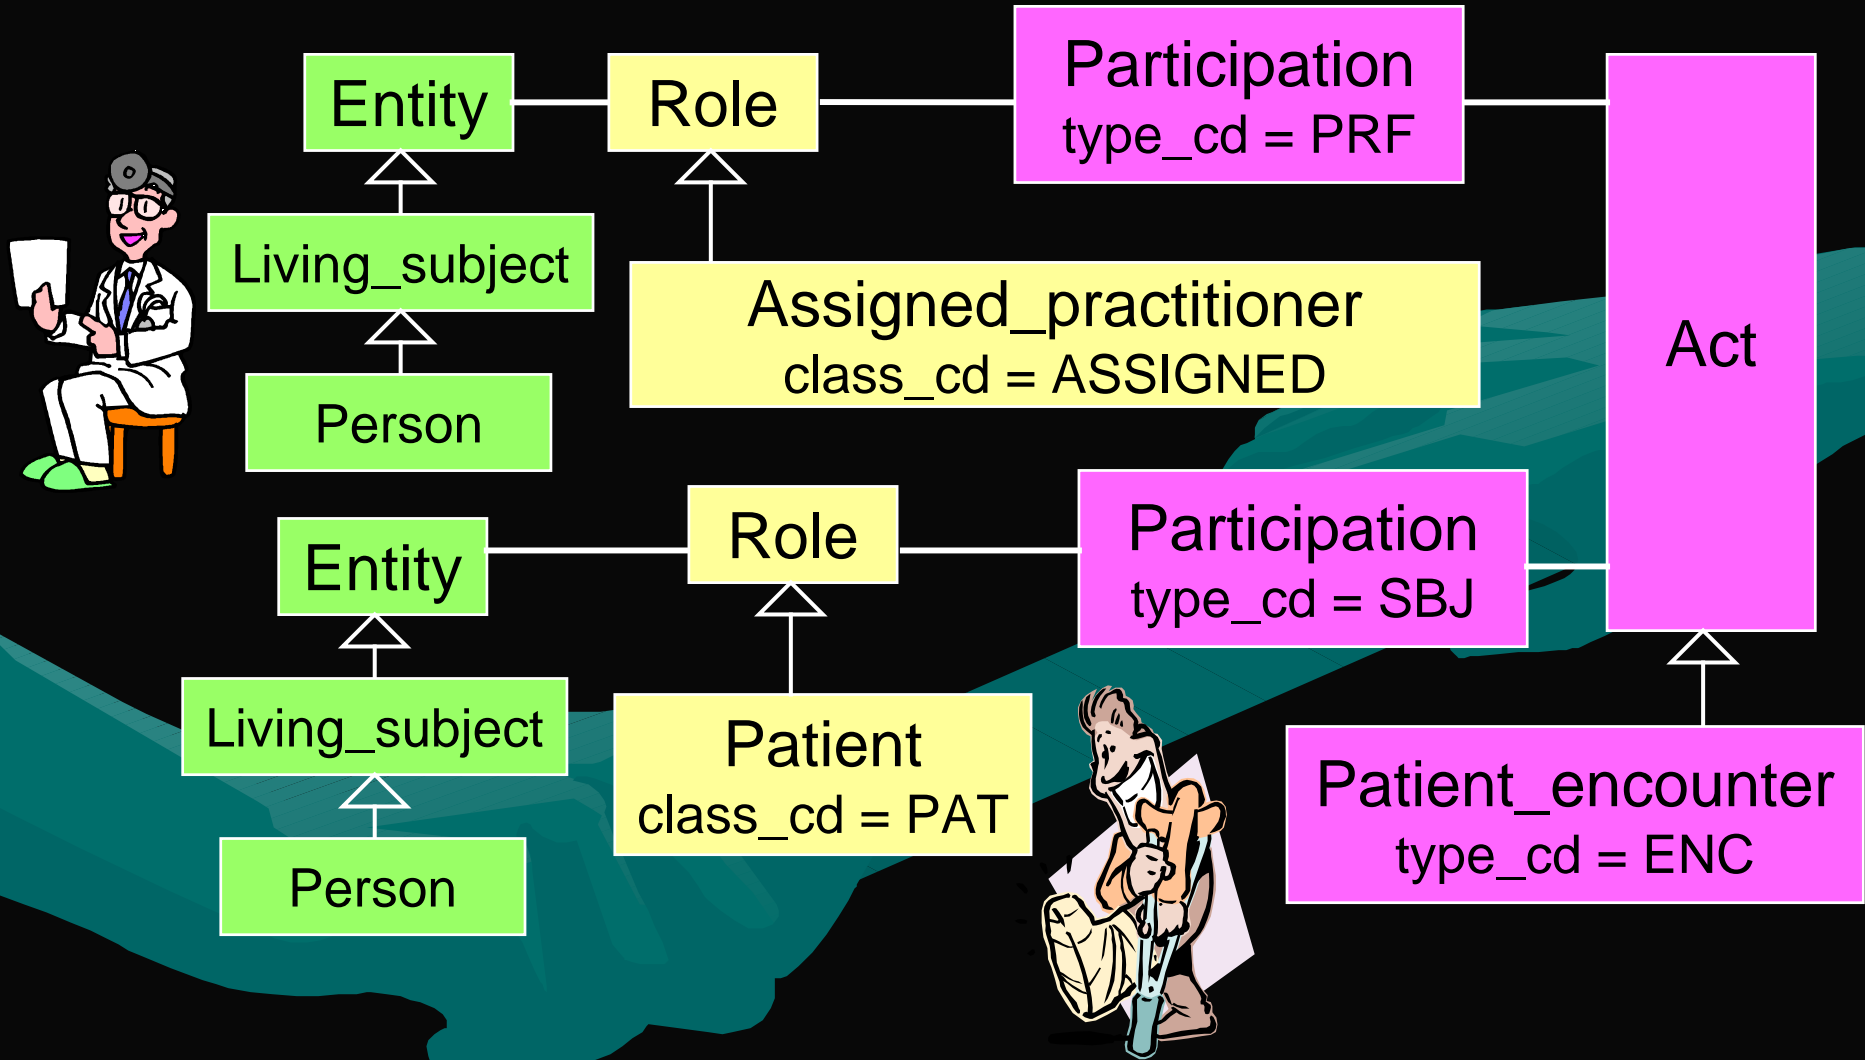 Entity
Role
Participation
type_cd = PRF
Act
Living_subject
Assigned_practitioner
class_cd = ASSIGNED
Person
Entity
Role
Participation
type_cd = SBJ
Living_subject
Patient
class_cd = PAT
Patient_encounter
type_cd = ENC
Person